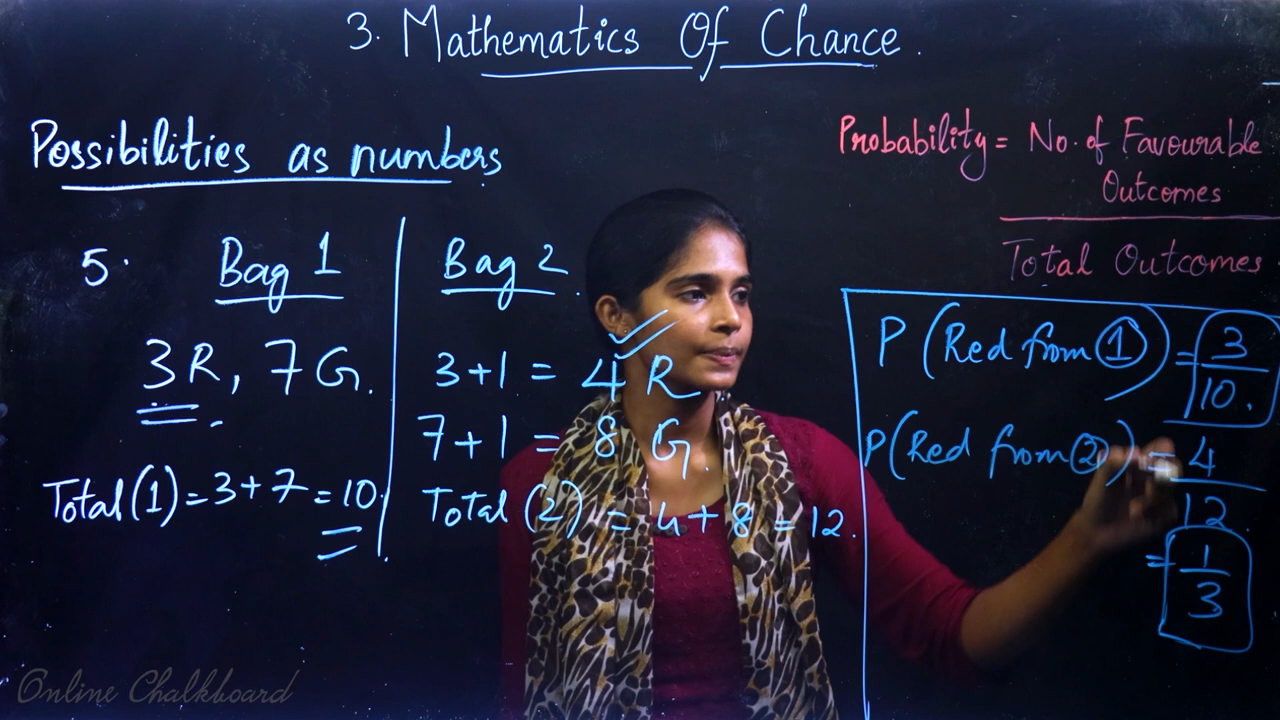 3. Mathematics Of Chance.
Possibilities as numbers
Probability = No. of Favourable
Outcomes
Total Outcomes
5. Bag 1
3R, 7G.
Total (1) = 3 + 7 = 10.
Bag 2.
3 + 1 = 4 R
7 + 1 = 8 G.
Total (2) = 4 + 8 = 12.
P (Red from 1) = 3
10.
P (Red from 2) = 4
12.
= 1
3
Online Chalkboard